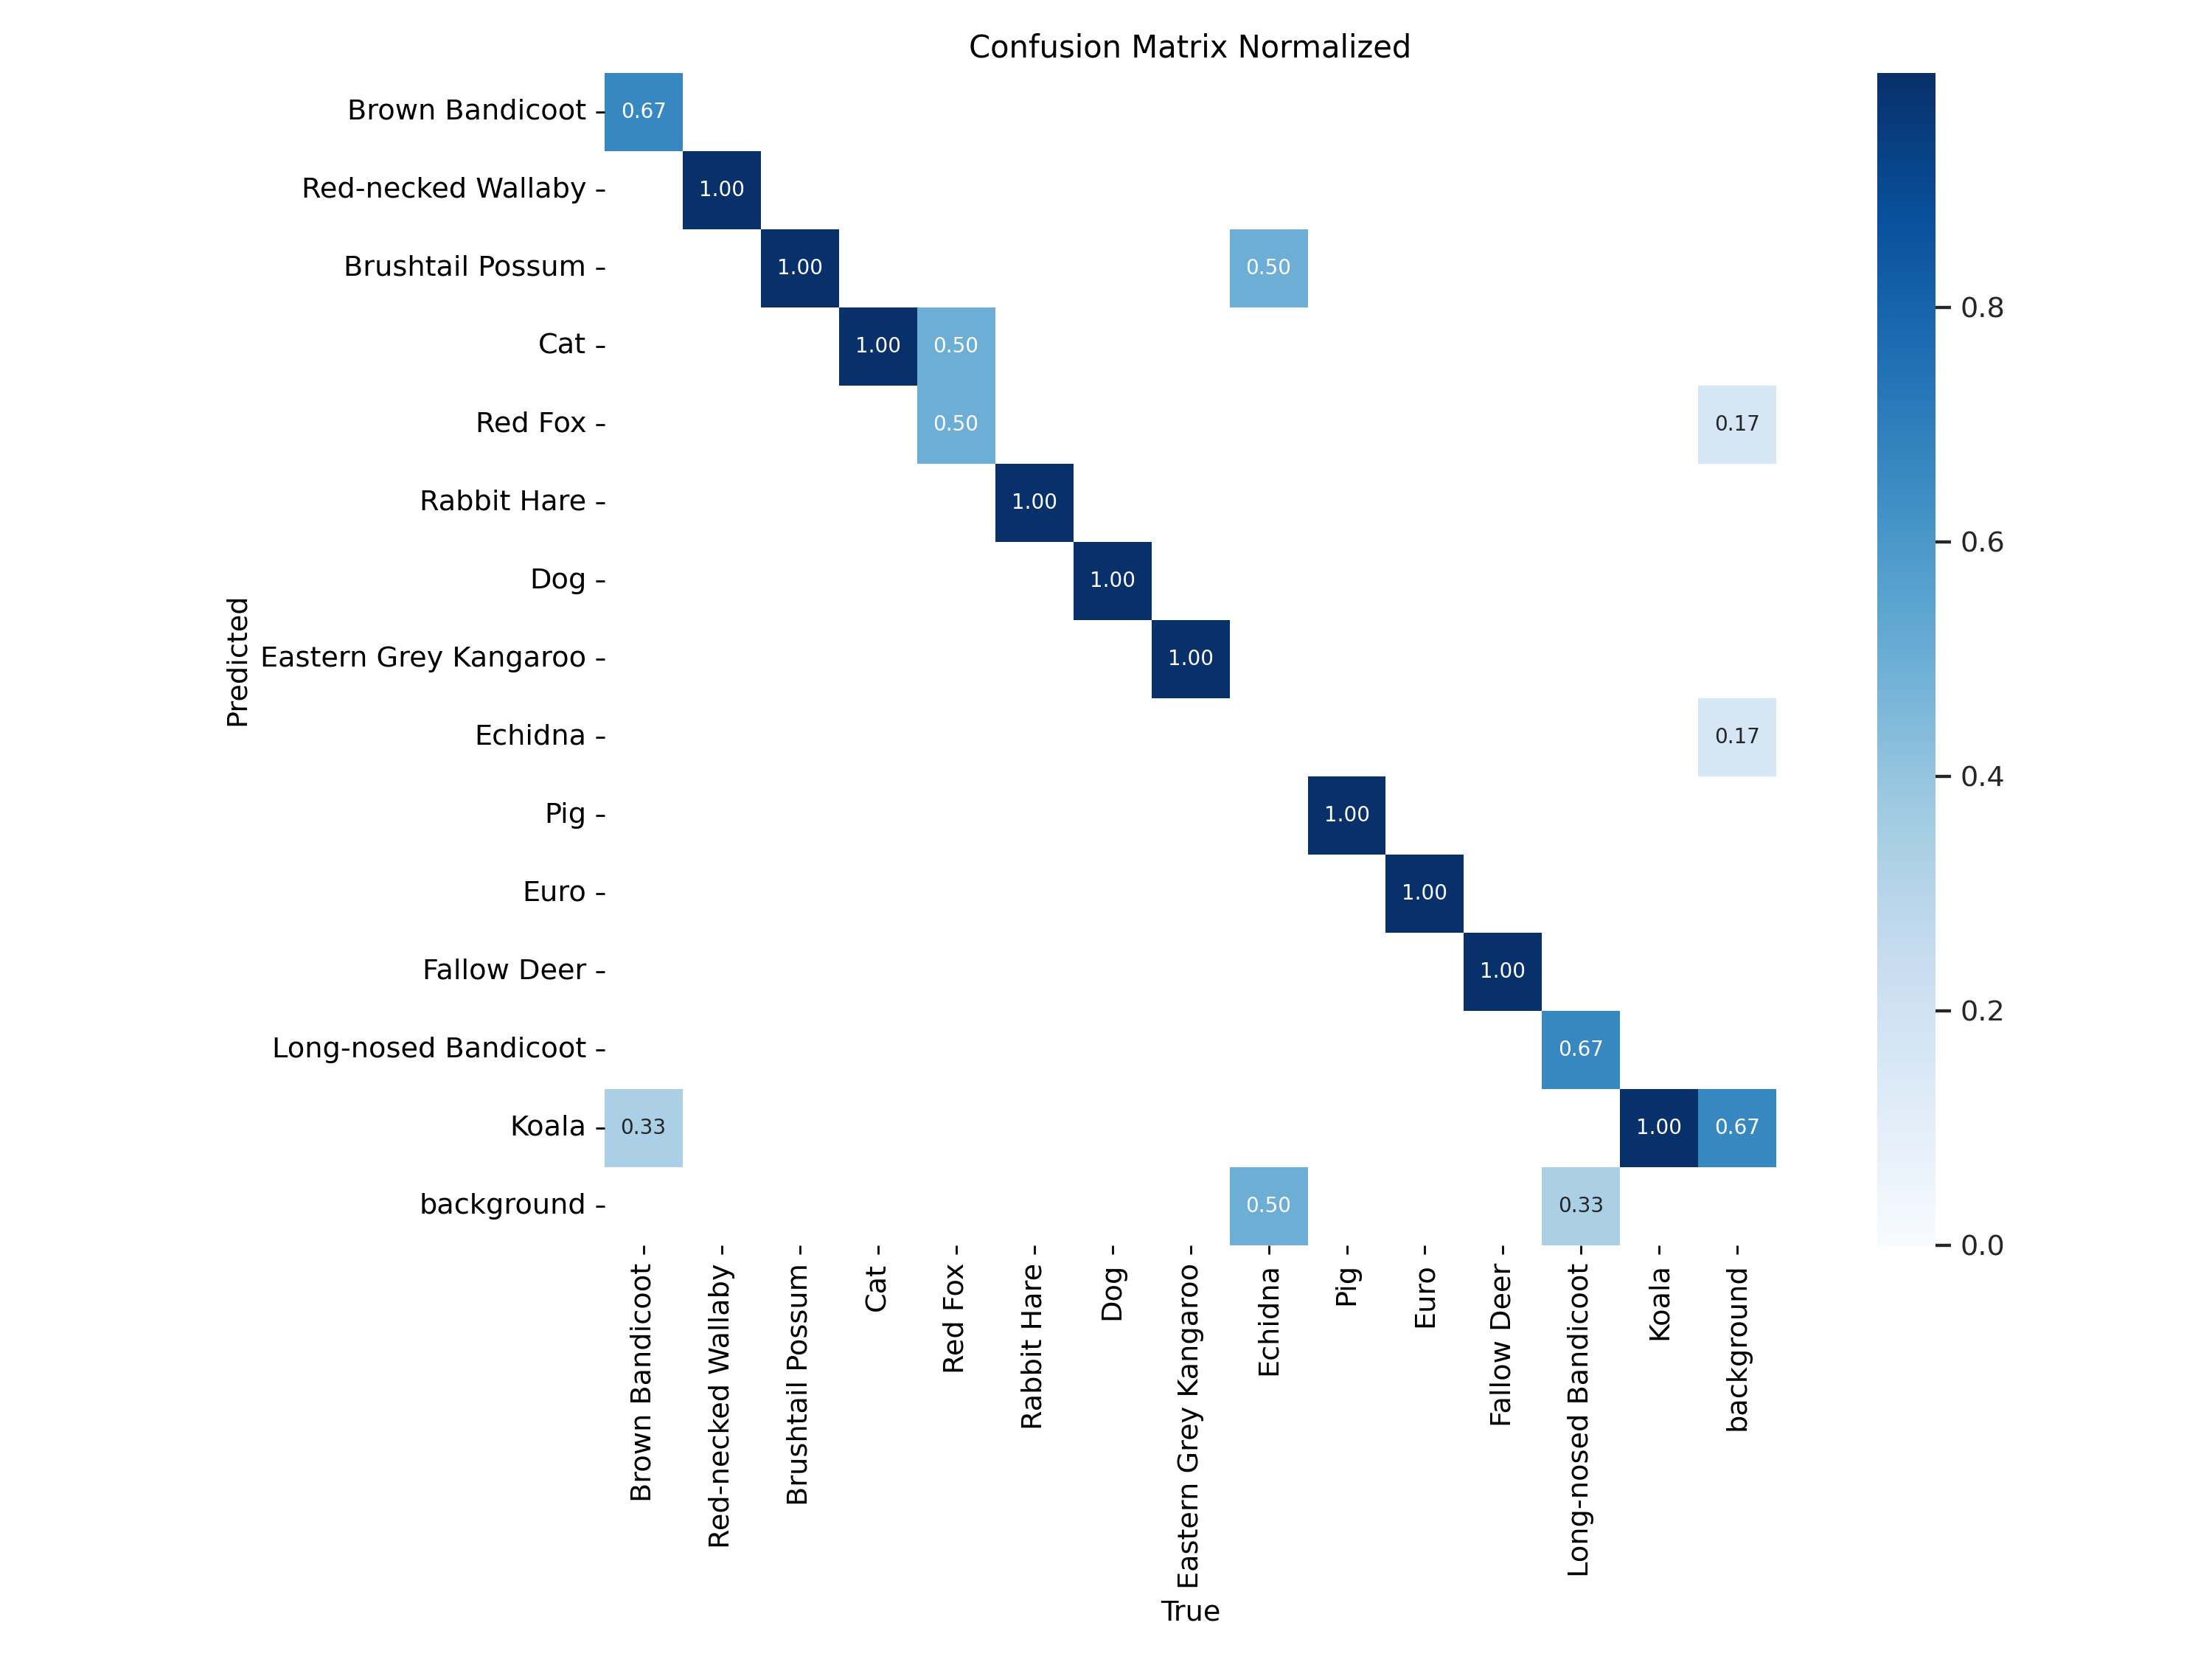 Confusion Matrix Normalized
Brown Bandicoot
0.67
Red-necked Wallaby
1.00
Brushtail Possum
1.00
0.50
Cat
1.00
0.50
0.8
Red Fox
0.50
0.17
Rabbit Hare
1.00
0.6
Dog
1.00
Predicted
Eastern Grey Kangaroo
1.00
Echidna
0.17
0.4
Pig
1.00
Euro
1.00
Fallow Deer
1.00
0.2
Long-nosed Bandicoot
0.67
Koala
0.33
1.00
0.67
background
0.50
0.33
0.0
Brown Bandicoot
Red-necked Wallaby
Brushtail Possum
Cat
Red Fox
Rabbit Hare
Dog
Eastern Grey Kangaroo
Echidna
Pig
Euro
Fallow Deer
Long-nosed Bandicoot
Koala
background
True